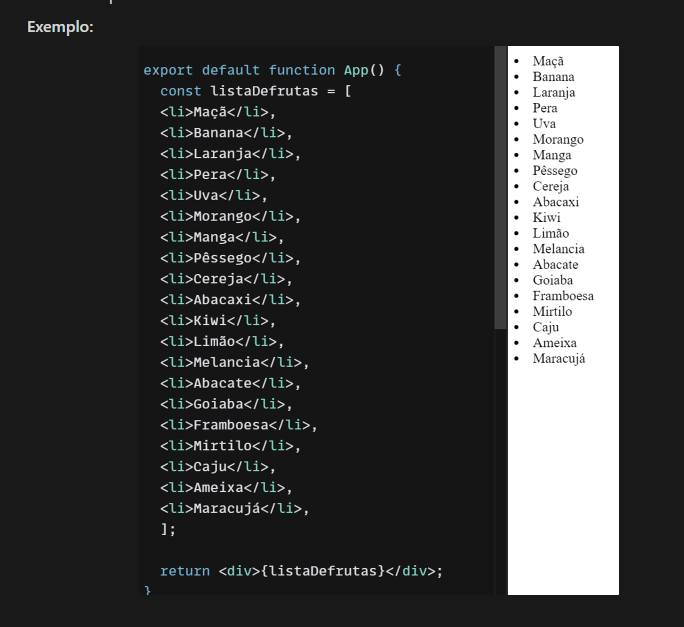 Exemplo:
export default function App() {
const listaDefrutas = [
<li>Maçã</li>,
<li>Banana</li>,
<li>Laranja</li>,
<li>Pera</li>,
<li>Uva</li>,
<li>Morango</li>,
<li>Manga</li>,
<li>Pêssego</li>,
<li>Cereja</li>,
<li>Abacaxi</li>,
<li>Kiwi</li>,
<li>Limão</li>,
<li>Melancia</li>,
<li>Abacate</li>,
<li>Goiaba</li>,
<li>Framboesa</li>,
<li>Mirtilo</li>,
<li>Caju</li>,
<li>Ameixa</li>,
<li>Maracujá</li>,
];
return <div>{listaDefrutas}</div>;
}
• Maçã
• Banana
• Laranja
• Pera
• Uva
• Morango
• Manga
• Pêssego
• Cereja
• Abacaxi
• Kiwi
• Limão
• Melancia
• Abacate
• Goiaba
• Framboesa
• Mirtilo
• Caju
• Ameixa
• Maracujá